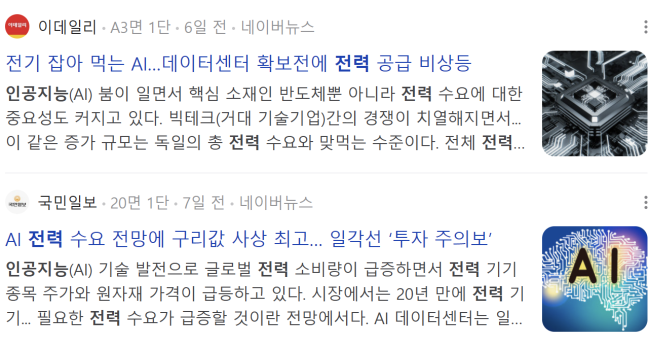 이데일리
이데일리 · A3면 1단 · 6일 전 · 네이버뉴스
전기 잡아 먹는 AI...데이터센터 확보전에 전력 공급 비상등
인공지능(AI) 붐이 일면서 핵심 소재인 반도체뿐 아니라 전력 수요에 대한
중요성도 커지고 있다. 빅테크(거대 기술기업)간의 경쟁이 치열해지면서...
이 같은 증가 규모는 독일의 총 전력 수요와 맞먹는 수준이다. 전체 전력...
국민일보
국민일보 · 20면 1단 · 7일 전 · 네이버뉴스
AI 전력 수요 전망에 구리값 사상 최고... 일각선 ‘투자 주의보’
인공지능(AI) 기술 발전으로 글로벌 전력 소비량이 급증하면서 전력 기기
종목 주가와 원자재 가격이 급등하고 있다. 시장에서는 20년 만에 전력 기
기... 필요한 전력 수요가 급증할 것이란 전망에서다. AI 데이터센터는 일...
AI